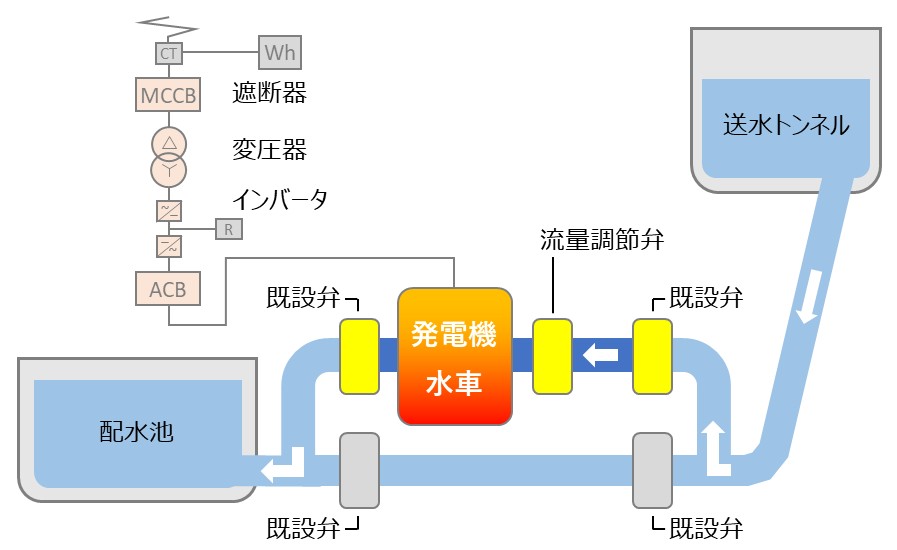 CT
Wh
MCCB
遮断器
変圧器
インバータ
R
ACB
送水トンネル
流量調節弁
既設弁
既設弁
発電機
水車
配水池
既設弁
既設弁